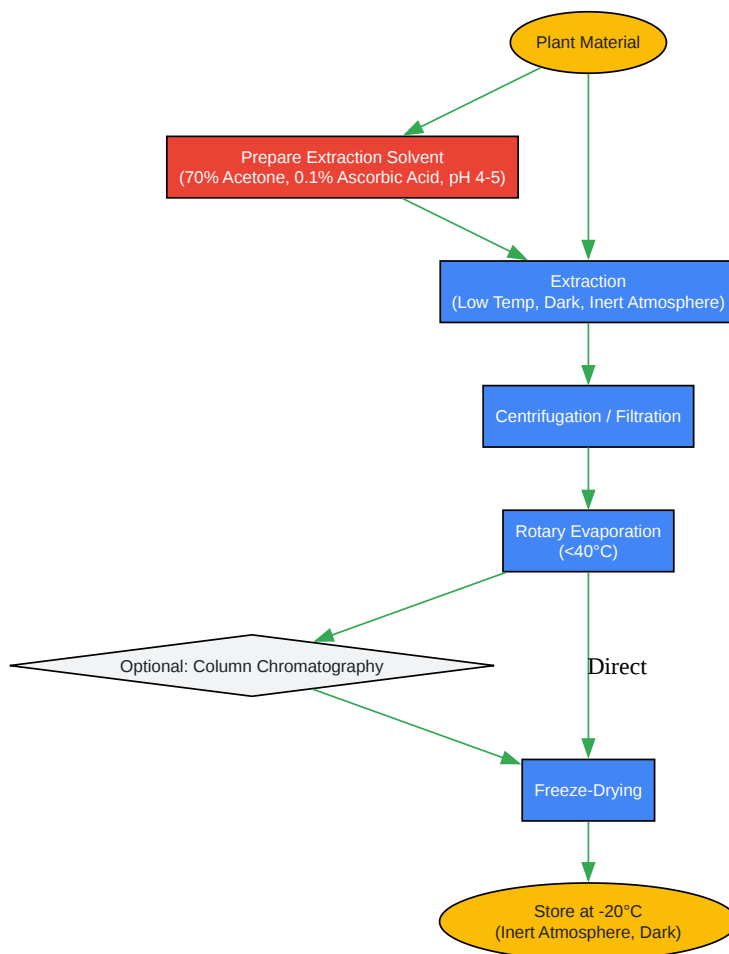 Plant Material
Prepare Extraction Solvent
(70% Acetone, 0.1% Ascorbic Acid, pH 4-5)
Extraction
(Low Temp, Dark, Inert Atmosphere)
Centrifugation / Filtration
Rotary Evaporation
(<40°C)
Optional: Column Chromatography
Direct
Freeze-Drying
Store at -20°C
(Inert Atmosphere, Dark)